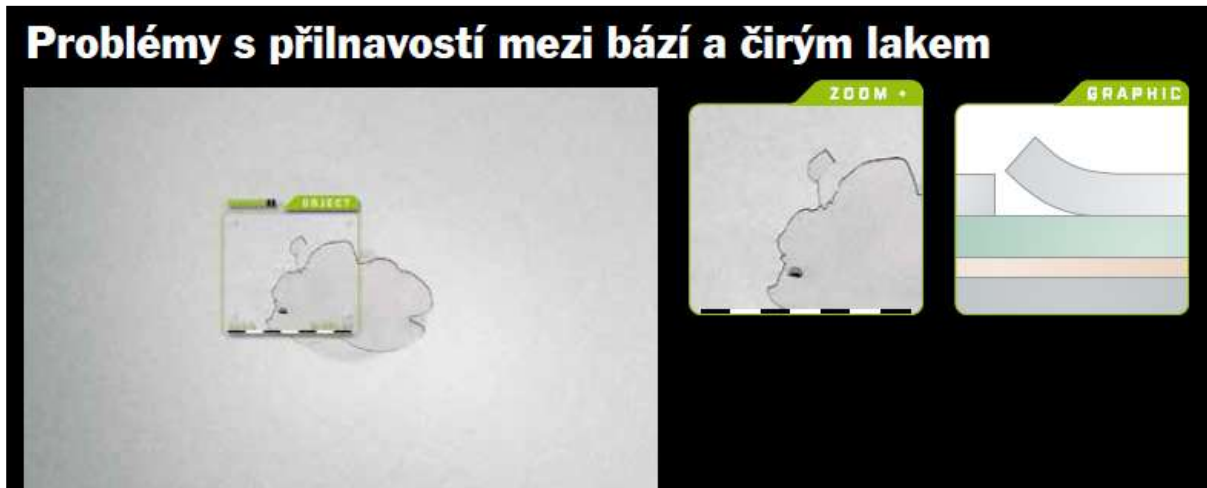 Problémy s přilnavostí mezi bází a čirým lakem
ZOOM +
GRAPHIC
OBJECT